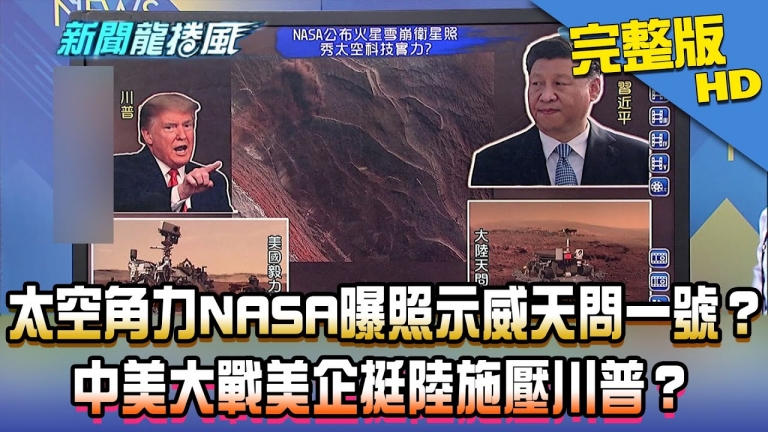 NEWS
新聞龍捲風
NASA公布火星雪崩衛星照
秀太空科技實力?
完整版
HD
川普
習近平
美國毅力
大陸天問
太空角力NASA曝照示威天問一號?
中美大戰美企挺陸施壓川普?